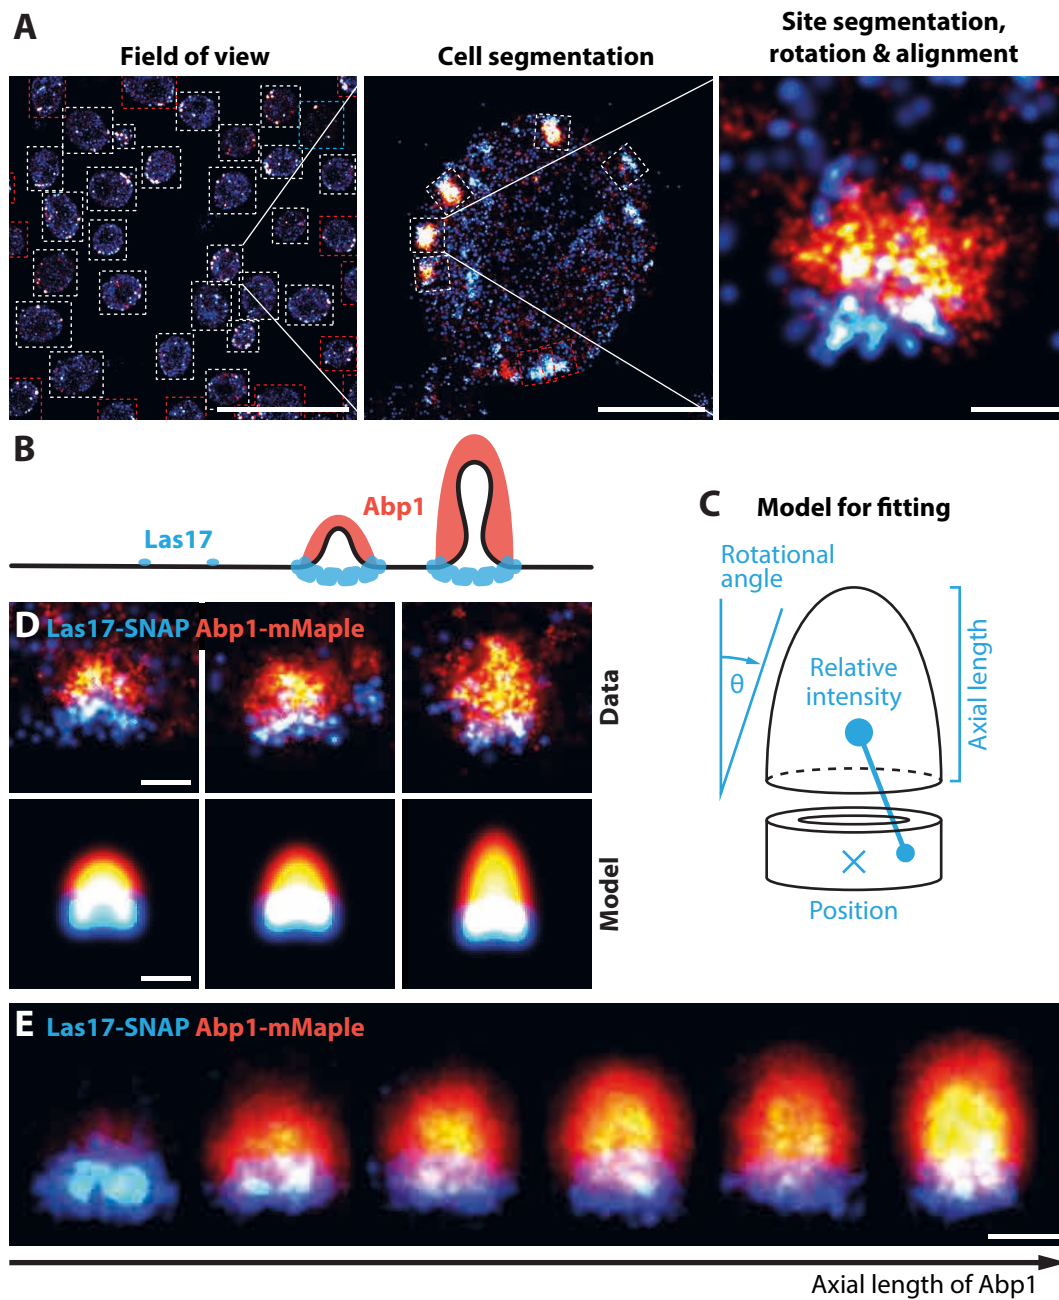 A
Field of view
Cell segmentation
Site segmentation,
rotation & alignment
B
Las17
Abp1
C Model for fitting
Rotational
angle
θ
Relative
intensity
Axial length
Position
D Las17-SNAP Abp1-mMaple
Data
Model
E Las17-SNAP Abp1-mMaple
Axial length of Abp1